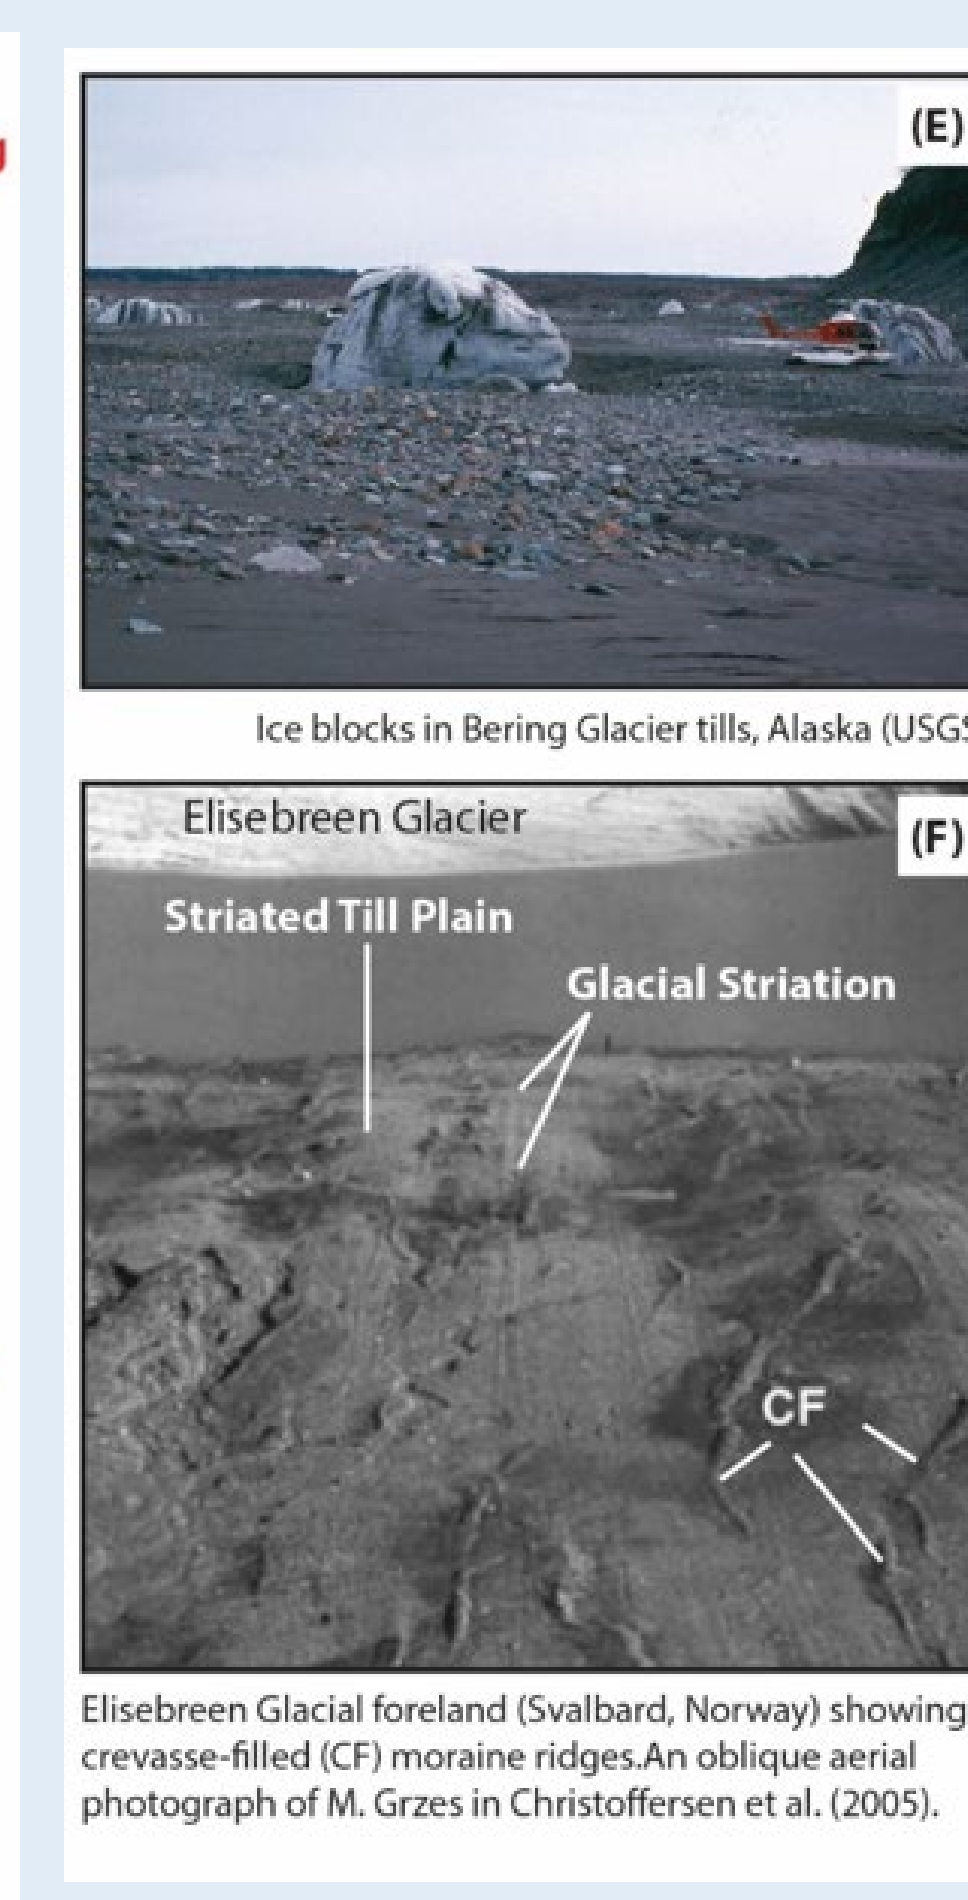 (E)
Ice blocks in Bering Glacier tills, Alaska
Elisebreen Glacier
(F)
Striated Till Plain
Glacial Striation
CF
Elisebreen Glacial foreland (Svalbard, Norway) showing
crevasse-filled (CF) moraine ridges.An oblique aerial
photograph of M. Grzes in Christoffersen et al. (2005).